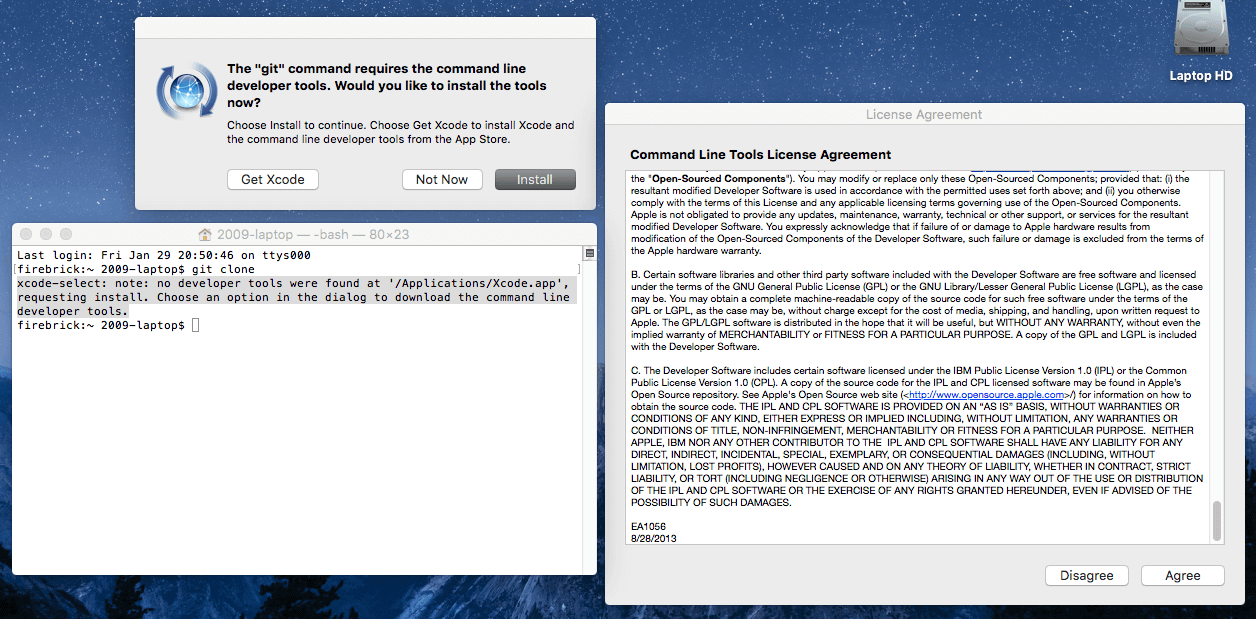 The "git" command requires the command line
developer tools. Would you like to install the tools
now?
Choose Install to continue. Choose Get Xcode to install Xcode and
the command line developer tools from the App Store.
Get Xcode
Not Now
Install
Laptop HD
2009-laptop — -bash — 80×23
Last login: Fri Jan 29 20:50:46 on ttys000
[firebrick:~ 2009-laptop$ git clone ]
xcode-select: note: no developer tools were found at '/Applications/Xcode.app',
requesting install. Choose an option in the dialog to download the command line
developer tools.
firebrick:~ 2009-laptop$
License Agreement
Command Line Tools License Agreement
the "Open-Sourced Components"). You may modify or replace only these Open-Sourced Components; provided that: (i) the
resultant modified Developer Software is used in accordance with the permitted uses set forth above; and (ii) you otherwise
comply with the terms of this License and any applicable licensing terms governing use of the Open-Sourced Components.
Apple is not obligated to provide any updates, maintenance, warranty, technical or other support, or services for the resultant
modified Developer Software. You expressly acknowledge that if failure of or damage to Apple hardware results from
modification of the Open-Sourced Components of the Developer Software, such failure or damage is excluded from the terms of
the Apple hardware warranty.
B. Certain software libraries and other third party software included with the Developer Software are free software and licensed
under the terms of the GNU General Public License (GPL) or the GNU Library/Lesser General Public License (LGPL), as the case
may be. You may obtain a complete machine-readable copy of the source code for such free software under the terms of the
GPL or LGPL, as the case may be, without charge except for the cost of media, shipping, and handling, upon written request to
Apple. The GPL/LGPL software is distributed in the hope that it will be useful, but WITHOUT ANY WARRANTY, without even the
implied warranty of MERCHANTABILITY or FITNESS FOR A PARTICULAR PURPOSE. A copy of the GPL and LGPL is included
with the Developer Software.
C. The Developer Software includes certain software licensed under the IBM Public License Version 1.0 (IPL) or the Common
Public License Version 1.0 (CPL). A copy of the source code for the IPL and CPL licensed software may be found in Apple's
Open Source repository. See Apple's Open Source web site (<http://www.opensource.apple.com>/) for information on how to
obtain the source code. THE IPL AND CPL SOFTWARE IS PROVIDED ON AN "AS IS" BASIS, WITHOUT WARRANTIES OR
CONDITIONS OF ANY KIND, EITHER EXPRESS OR IMPLIED INCLUDING, WITHOUT LIMITATION, ANY WARRANTIES OR
CONDITIONS OF TITLE, NON-INFRINGEMENT, MERCHANTABILITY OR FITNESS FOR A PARTICULAR PURPOSE. NEITHER
APPLE, IBM NOR ANY OTHER CONTRIBUTOR TO THE IPL AND CPL SOFTWARE SHALL HAVE ANY LIABILITY FOR ANY
DIRECT, INDIRECT, INCIDENTAL, SPECIAL, EXEMPLARY, OR CONSEQUENTIAL DAMAGES (INCLUDING, WITHOUT
LIMITATION, LOST PROFITS), HOWEVER CAUSED AND ON ANY THEORY OF LIABILITY, WHETHER IN CONTRACT, STRICT
LIABILITY, OR TORT (INCLUDING NEGLIGENCE OR OTHERWISE) ARISING IN ANY WAY OUT OF THE USE OR DISTRIBUTION
OF THE IPL AND CPL SOFTWARE OR THE EXERCISE OF ANY RIGHTS GRANTED HEREUNDER, EVEN IF ADVISED OF THE
POSSIBILITY OF SUCH DAMAGES.
EA1056
8/28/2013
Disagree
Agree